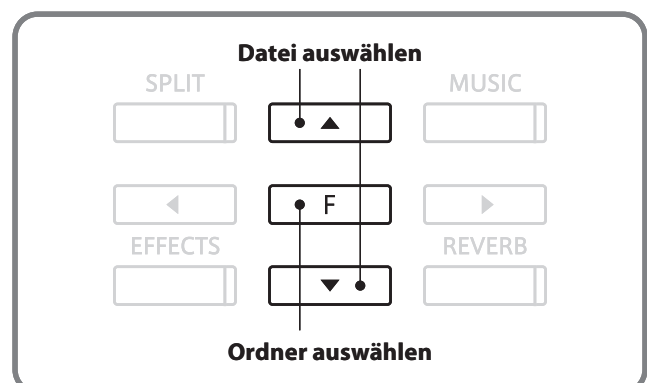 Datei auswählen
SPLIT MUSIC
▲
◀ F ▶
EFFECTS REVERB
▼
Ordner auswählen